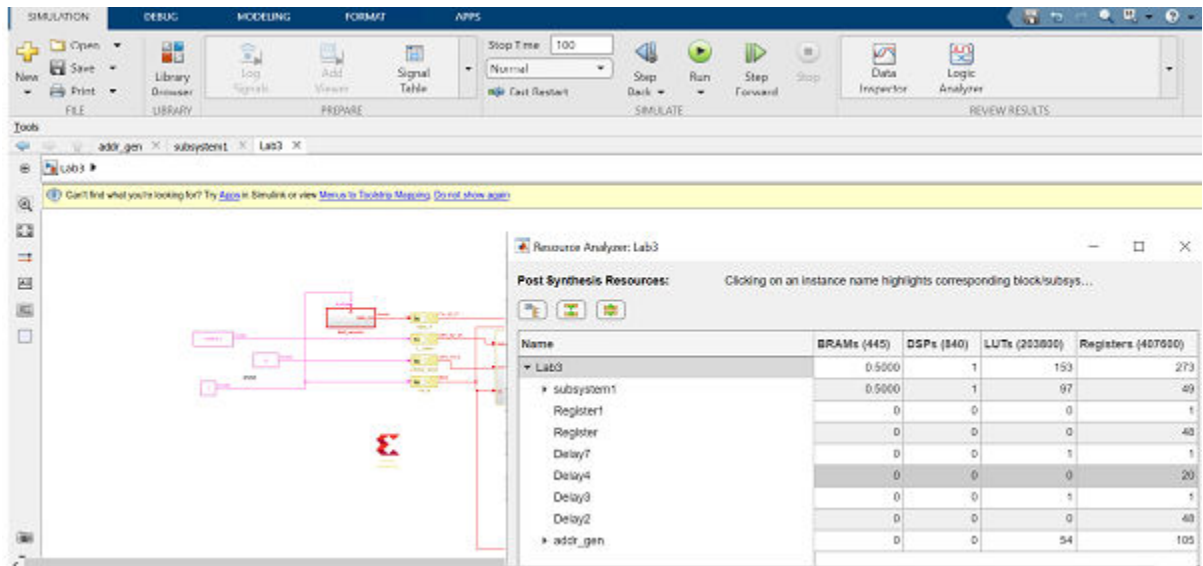 SIMULATION DEBUG MODELING FORMAT APPS
New
Open
Save
Print
FILE
Library
Browser
LIBRARY
Log
Signals
Add
Viewer
Signal
Table
PREPARE
Stop Time 100
Normal
Fast Restart
Step
Back
Run
Step
Forward
Stop
SIMULATE
Data
Inspector
Logic
Analyzer
REVIEW RESULTS
Tools
addr_gen × subsystem1 × Lab3 ×
Lab3
Can't find what you're looking for? Try Apps in Simulink or view Menus to Toolstrip Mapping. Do not show again
Resource Analyzer: Lab3
Post Synthesis Resources: Clicking on an instance name highlights corresponding block/subsys...
Name BRAMs (445) DSPs (840) LUTs (203800) Registers (407600)
Lab3 0.5000 1 153 273
subsystem1 0.5000 1 97 49
Register1 0 0 0 1
Register 0 0 0 48
Delay7 0 0 1 1
Delay4 0 0 0 20
Delay3 0 0 1 1
Delay2 0 0 0 48
addr_gen 0 0 54 105